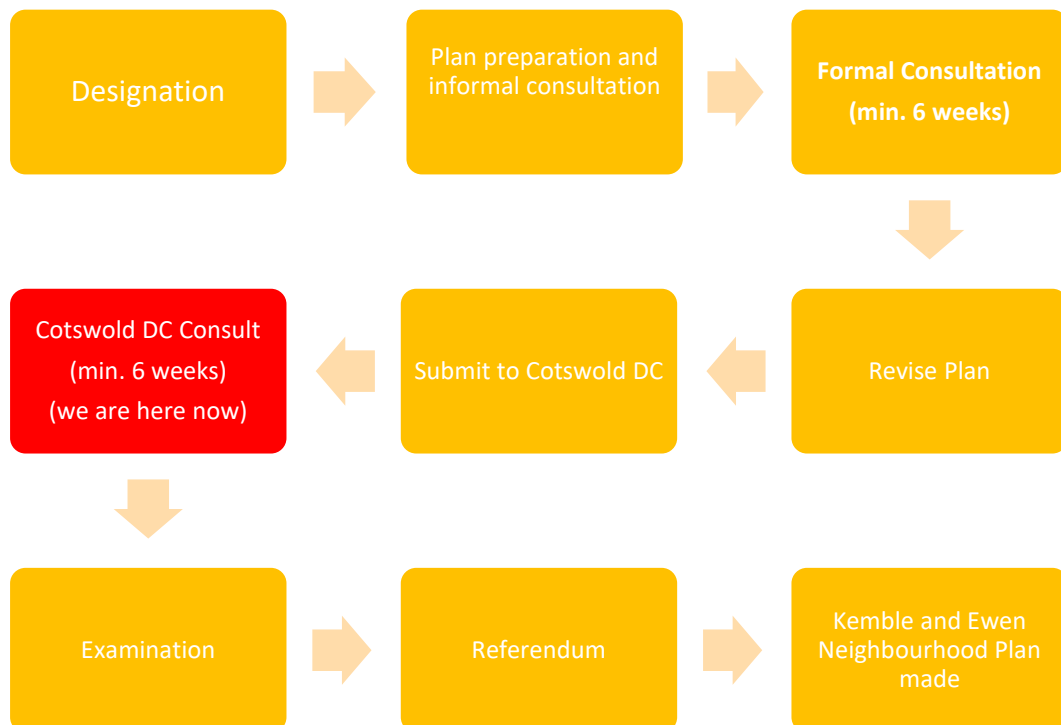 Designation
Plan preparation and
informal consultation
Formal Consultation
(min. 6 weeks)
Revise Plan
Submit to Cotswold DC
Cotswold DC Consult
(min. 6 weeks)
(we are here now)
Examination
Referendum
Kemble and Ewen
Neighbourhood Plan
made